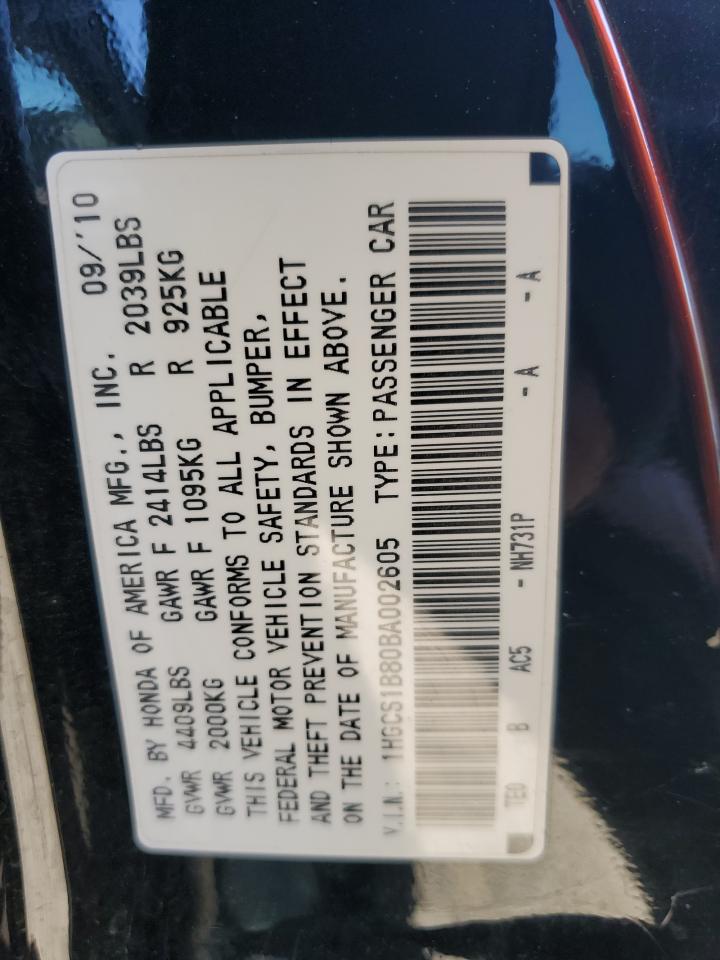 MFD. BY HONDA OF AMERICA MFG., INC. 09/'10
GVWR 4409LBS GAWR F 2414LBS R 2039LBS
GVWR 2000KG GAWR F 1095KG R 925KG
THIS VEHICLE CONFORMS TO ALL APPLICABLE
FEDERAL MOTOR VEHICLE SAFETY, BUMPER,
AND THEFT PREVENTION STANDARDS IN EFFECT
ON THE DATE OF MANUFACTURE SHOWN ABOVE.
V.I.N.: 1HGCS1B80BA002605 TYPE:PASSENGER CAR
TE0 B AC5 - NH731P - A - A